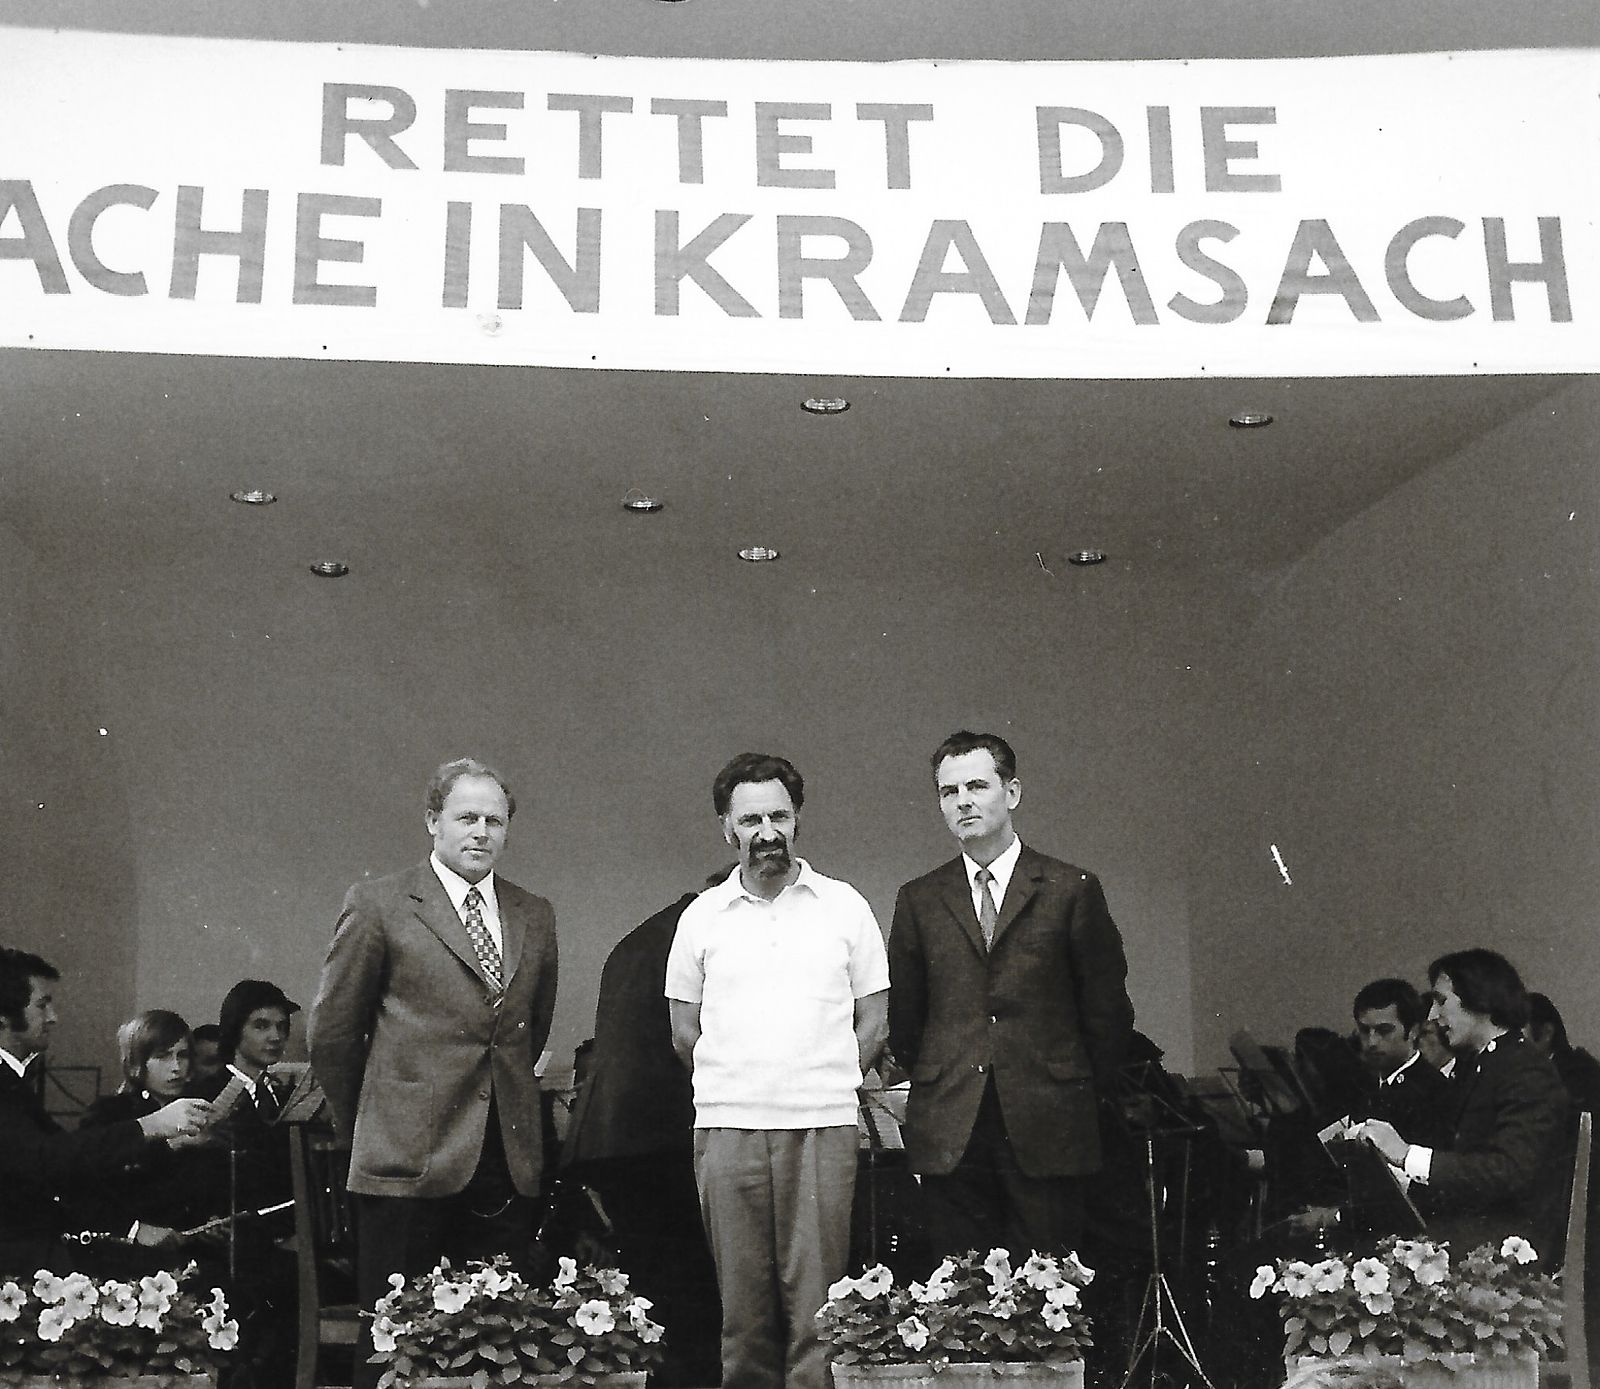 RETTET DIE
ACHE IN KRAMSACH